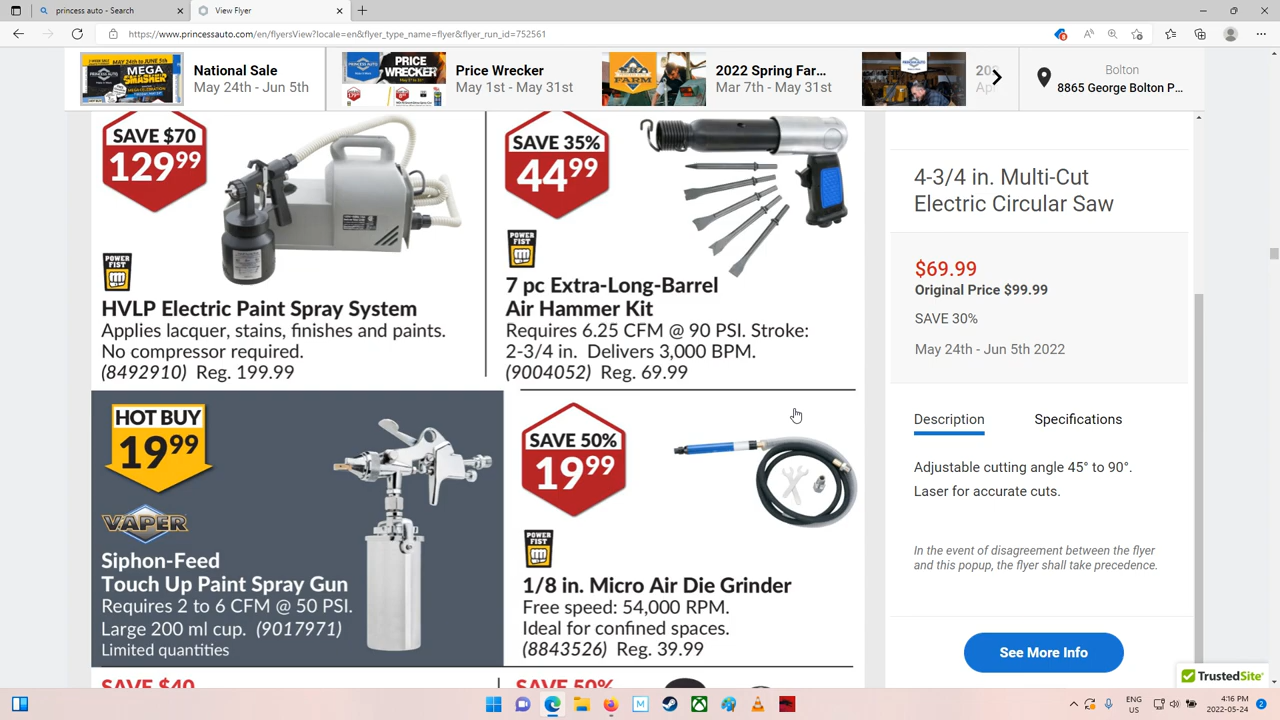 princess auto - Search
View Flyer
https://www.princessauto.com/en/flyersView?locale=en&flyer_type_name=flyer&flyer_run_id=752561
National Sale
May 24th - Jun 5th
Price Wrecker
May 1st - May 31st
2022 Spring Far...
Mar 7th - May 31st
20
Ap
Bolton
8865 George Bolton P...
SAVE $70
129 99
POWER FIST
HVLP Electric Paint Spray System
Applies lacquer, stains, finishes and paints.
No compressor required.
(8492910) Reg. 199.99
SAVE 35%
44 99
POWER FIST
7 pc Extra-Long-Barrel
Air Hammer Kit
Requires 6.25 CFM @ 90 PSI. Stroke:
2-3/4 in. Delivers 3,000 BPM.
(9004052) Reg. 69.99
HOT BUY
19 99
VAPER
Siphon-Feed
Touch Up Paint Spray Gun
Requires 2 to 6 CFM @ 50 PSI.
Large 200 ml cup. (9017971)
Limited quantities
SAVE 50%
19 99
POWER FIST
1/8 in. Micro Air Die Grinder
Free speed: 54,000 RPM.
Ideal for confined spaces.
(8843526) Reg. 39.99
SAVE $40
SAVE 50%
4-3/4 in. Multi-Cut
Electric Circular Saw
$69.99
Original Price $99.99
SAVE 30%
May 24th - Jun 5th 2022
Description
Specifications
Adjustable cutting angle 45° to 90°.
Laser for accurate cuts.
In the event of disagreement between the flyer
and this popup, the flyer shall take precedence.
See More Info
TrustedSite
ENG
US
4:16 PM
2022-05-24
2